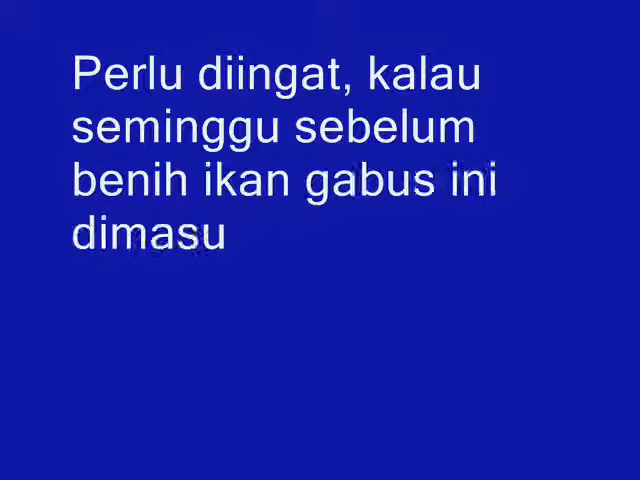 Perlu diingat, kalau
seminggu sebelum
benih ikan gabus ini
dimasu